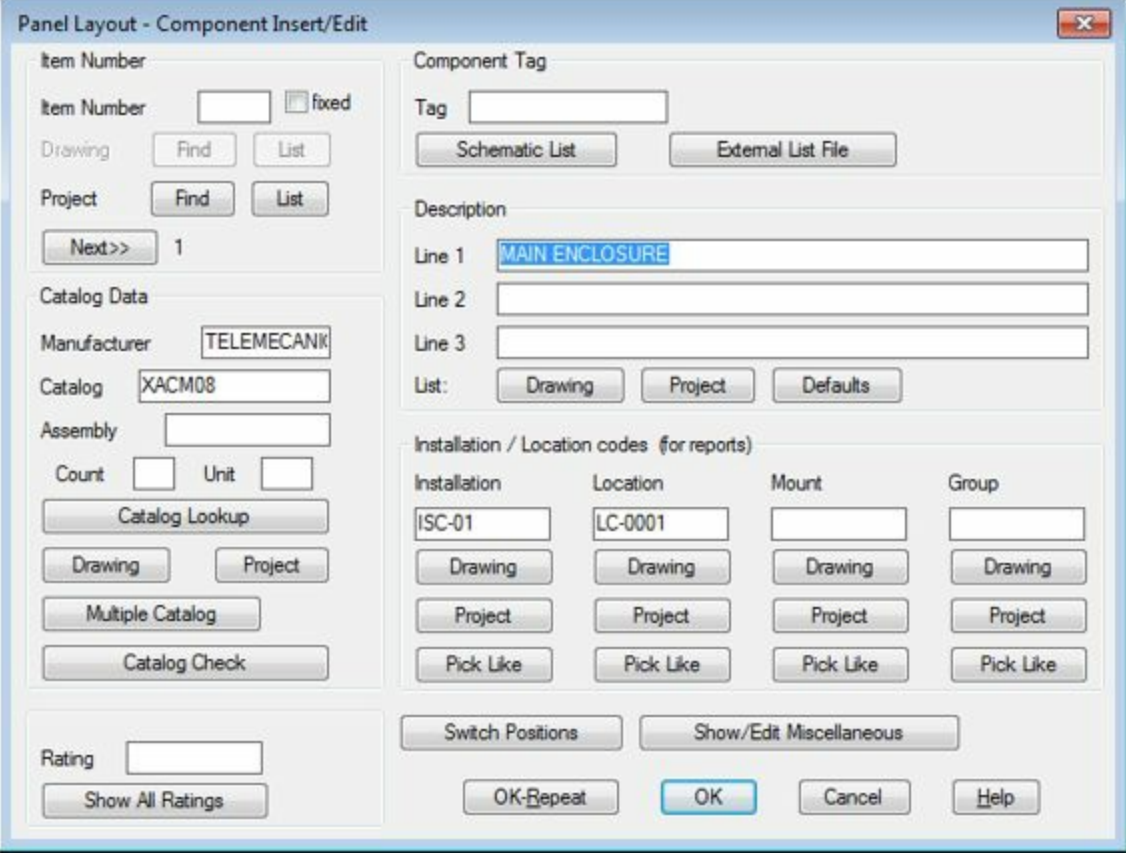 Panel Layout - Component Insert/Edit
Item Number
Item Number fixed
Drawing Find List
Project Find List
Next>> 1
Catalog Data
Manufacturer TELEMECANI
Catalog XACM08
Assembly
Count Unit
Catalog Lookup
Drawing Project
Multiple Catalog
Catalog Check
Rating
Show All Ratings
Component Tag
Tag
Schematic List External List File
Description
Line 1 MAIN ENCLOSURE
Line 2
Line 3
List: Drawing Project Defaults
Installation / Location codes (for reports)
Installation Location Mount Group
ISC-01 LC-0001
Drawing Drawing Drawing Drawing
Project Project Project Project
Pick Like Pick Like Pick Like Pick Like
Switch Positions Show/Edit Miscellaneous
OK-Repeat OK Cancel Help